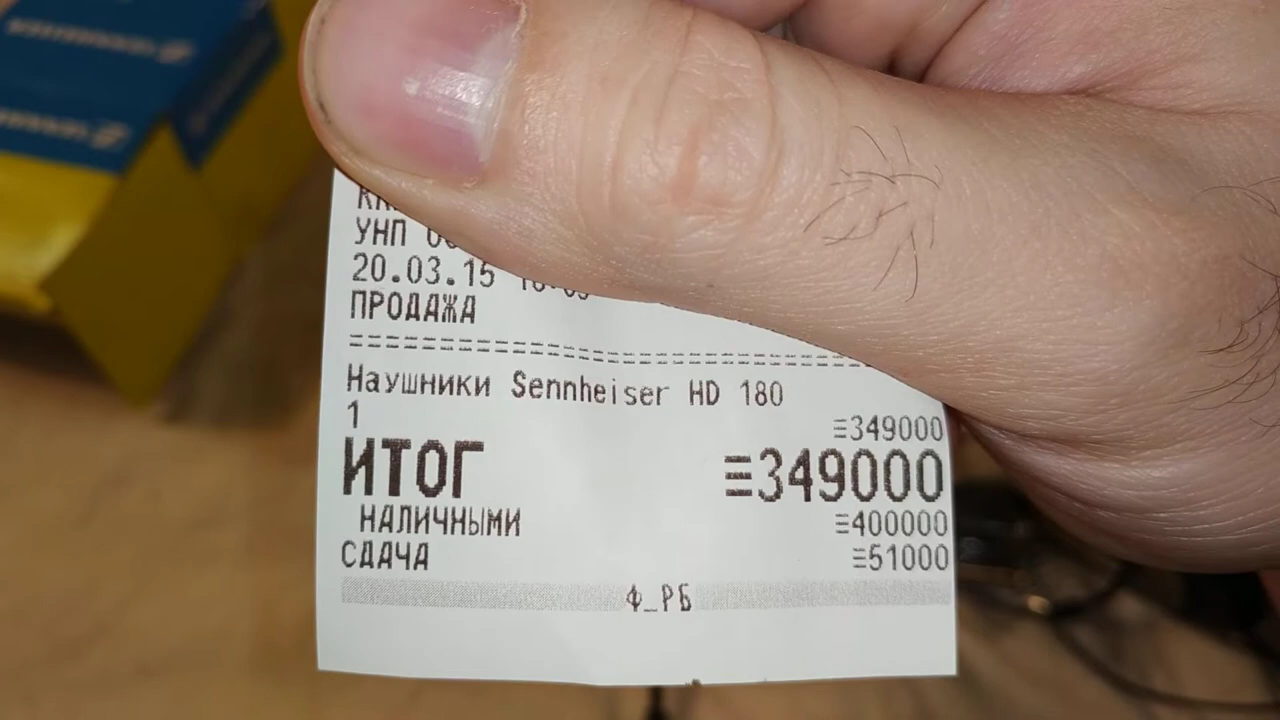 УНП
20.03.15
ПРОДАЖА
Наушники Sennheiser HD 180
1
≡349000
ИТОГ ≡349000
НАЛИЧНЫМИ ≡400000
СДАЧА ≡51000
Ф_РБ